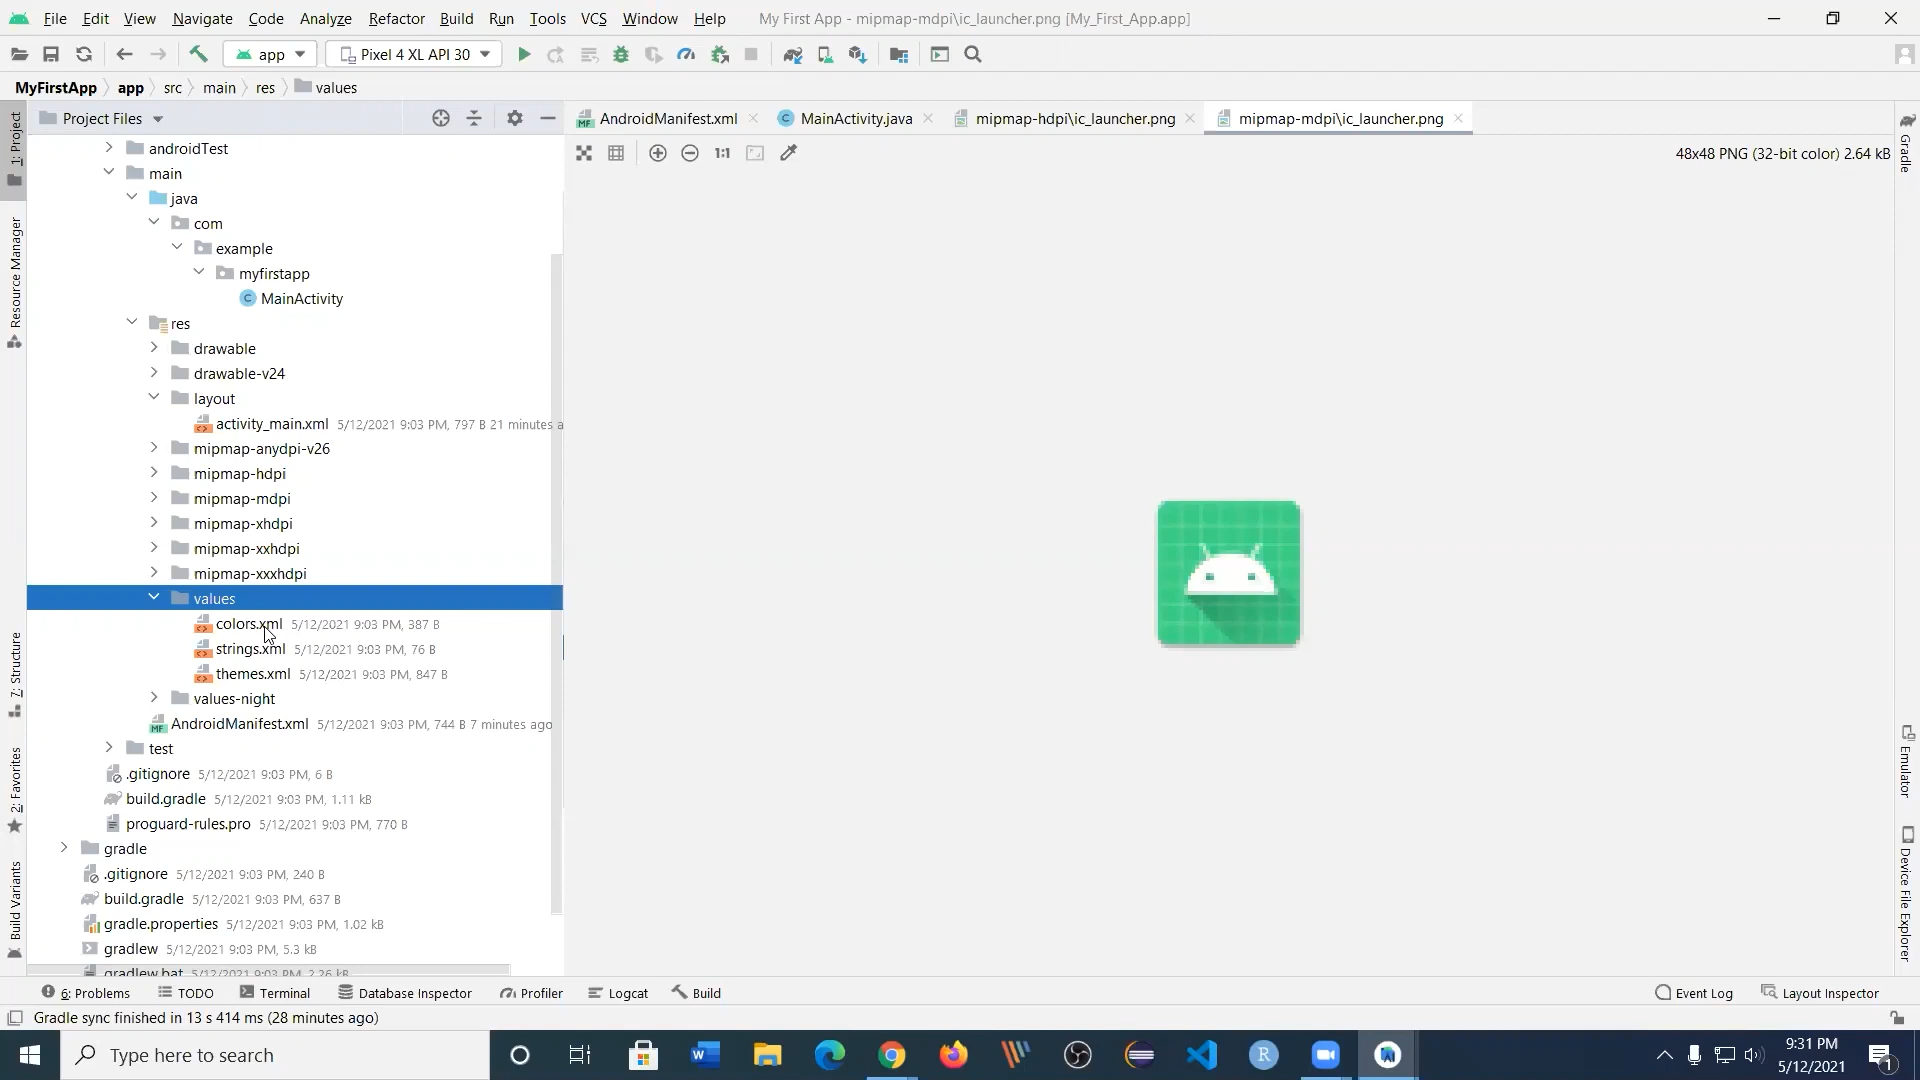 File Edit View Navigate Code Analyze Refactor Build Run Tools VCS Window Help My First App - mipmap-mdpi\ic_launcher.png [My_First_App.app]
app Pixel 4 XL API 30 1:1
MyFirstApp app src main res values
Project Files AndroidManifest.xml MainActivity.java mipmap-hdpi\ic_launcher.png mipmap-mdpi\ic_launcher.png
48x48 PNG (32-bit color) 2.64 kB
androidTest
main
java
com
example
myfirstapp
MainActivity
res
drawable
drawable-v24
layout
activity_main.xml 5/12/2021 9:03 PM, 797 B 21 minutes a
mipmap-anydpi-v26
mipmap-hdpi
mipmap-mdpi
mipmap-xhdpi
mipmap-xxhdpi
mipmap-xxxhdpi
values
colors.xml 5/12/2021 9:03 PM, 387 B
strings.xml 5/12/2021 9:03 PM, 76 B
themes.xml 5/12/2021 9:03 PM, 847 B
values-night
AndroidManifest.xml 5/12/2021 9:03 PM, 744 B 7 minutes ago
test
.gitignore 5/12/2021 9:03 PM, 6 B
build.gradle 5/12/2021 9:03 PM, 1.11 kB
proguard-rules.pro 5/12/2021 9:03 PM, 770 B
gradle
.gitignore 5/12/2021 9:03 PM, 240 B
build.gradle 5/12/2021 9:03 PM, 637 B
gradle.properties 5/12/2021 9:03 PM, 1.02 kB
gradlew 5/12/2021 9:03 PM, 5.3 kB
gradlew.bat 5/12/2021 9:03 PM, 2.26 kB
1: Project
Resource Manager
7: Structure
2: Favorites
Build Variants
Gradle
Emulator
Device File Explorer
6: Problems TODO Terminal Database Inspector Profiler Logcat Build Event Log Layout Inspector
Gradle sync finished in 13 s 414 ms (28 minutes ago)
Type here to search
9:31 PM
5/12/2021
1